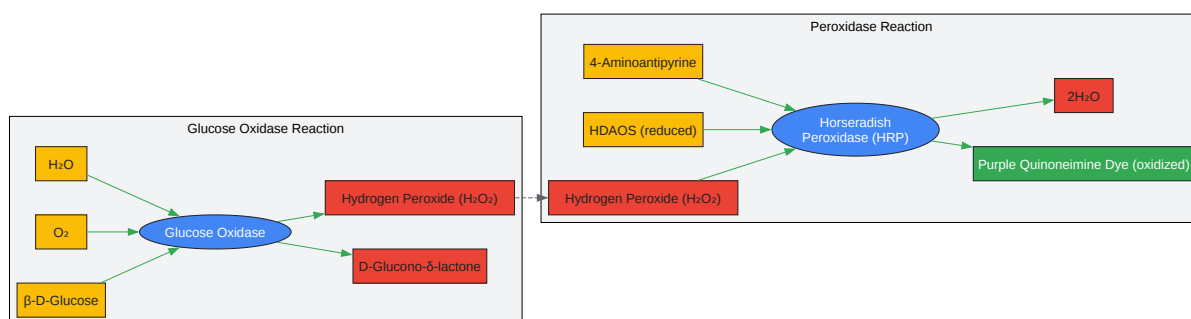 Peroxidase Reaction
4-Aminoantipyrine
HDAOS (reduced)
Hydrogen Peroxide (H₂O₂)
Horseradish
Peroxidase (HRP)
2H₂O
Purple Quinoneimine Dye (oxidized)
Glucose Oxidase Reaction
H₂O
O₂
β-D-Glucose
Glucose Oxidase
Hydrogen Peroxide (H₂O₂)
D-Glucono-δ-lactone